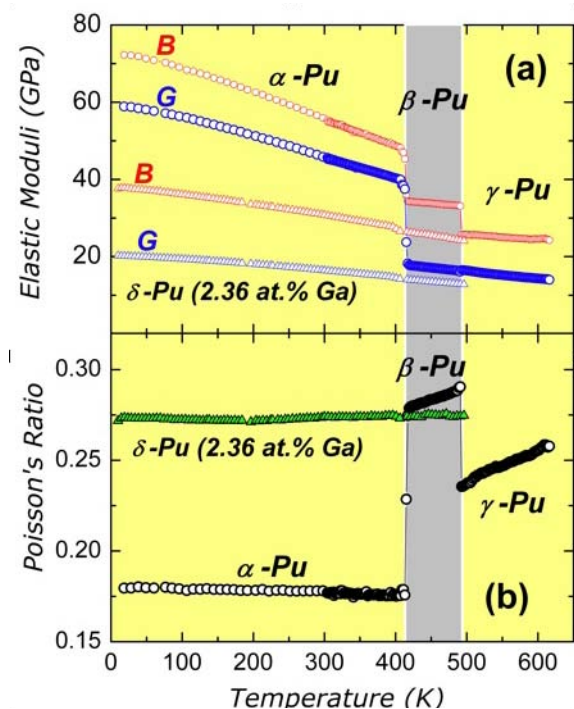 80
B
α -Pu
(a)
β -Pu
60
G
Elastic Moduli (GPa)
40
B
γ -Pu
20
G
δ -Pu (2.36 at.% Ga)
0.30
β -Pu
δ -Pu (2.36 at.% Ga)
0.25
Poisson's Ratio
γ -Pu
0.20
α -Pu
(b)
0.15
0 100 200 300 400 500 600
Temperature (K)